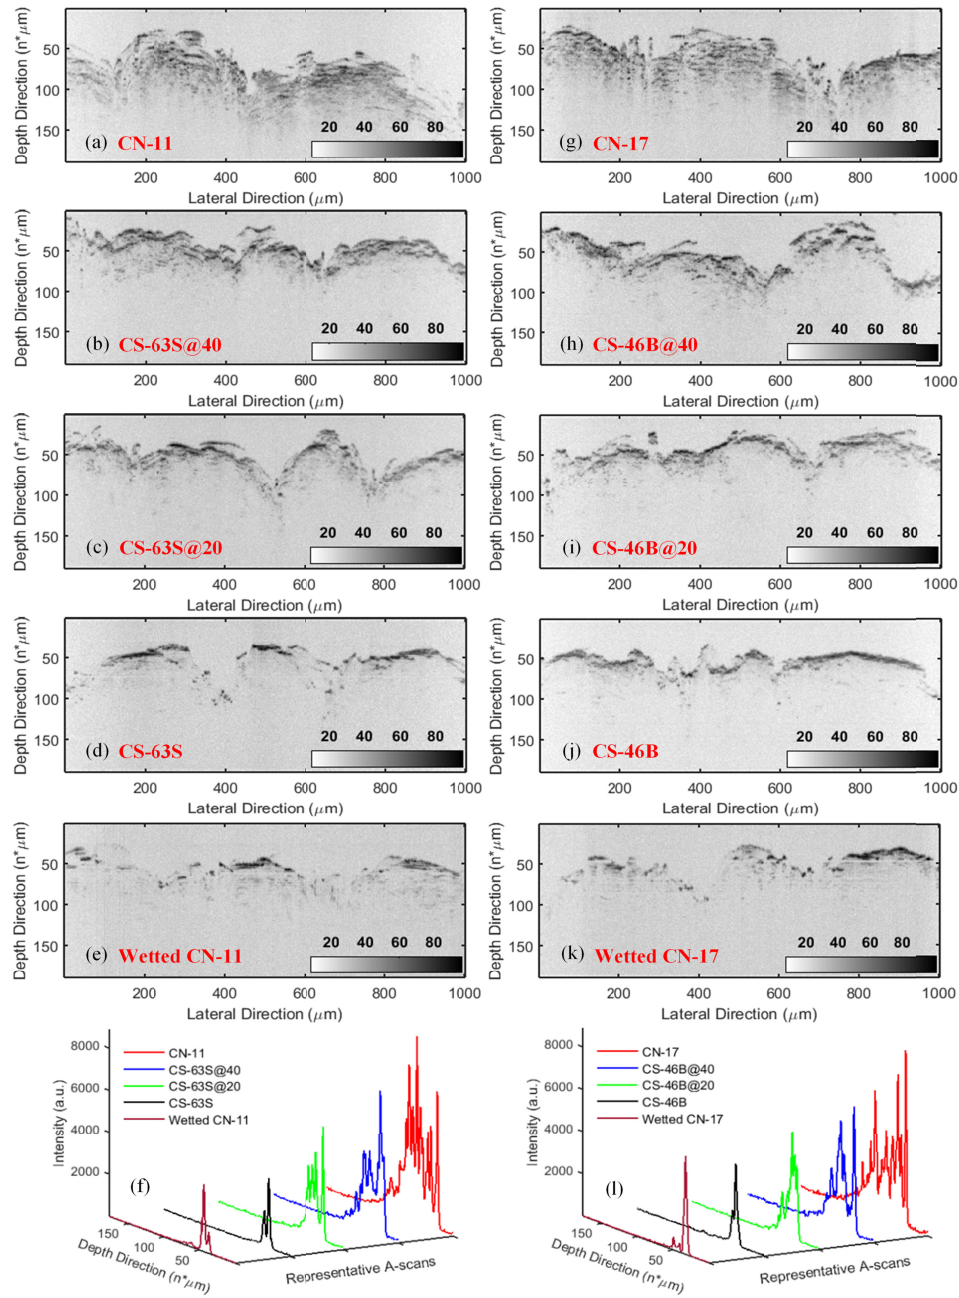 Depth Direction (n*μm)
50
100
150
20 40 60 80
(a) CN-11
200 400 600 800 1000
Lateral Direction (μm)
Depth Direction (n*μm)
50
100
150
20 40 60 80
(g) CN-17
200 400 600 800 1000
Lateral Direction (μm)
Depth Direction (n*μm)
50
100
150
20 40 60 80
(b) CS-63S@40
200 400 600 800 1000
Lateral Direction (μm)
Depth Direction (n*μm)
50
100
150
20 40 60 80
(h) CS-46B@40
200 400 600 800 1000
Lateral Direction (μm)
Depth Direction (n*μm)
50
100
150
20 40 60 80
(c) CS-63S@20
200 400 600 800 1000
Lateral Direction (μm)
Depth Direction (n*μm)
50
100
150
20 40 60 80
(i) CS-46B@20
200 400 600 800 1000
Lateral Direction (μm)
Depth Direction (n*μm)
50
100
150
20 40 60 80
(d) CS-63S
200 400 600 800 1000
Lateral Direction (μm)
Depth Direction (n*μm)
50
100
150
20 40 60 80
(j) CS-46B
200 400 600 800 1000
Lateral Direction (μm)
Depth Direction (n*μm)
50
100
150
20 40 60 80
(e) Wetted CN-11
200 400 600 800 1000
Lateral Direction (μm)
Depth Direction (n*μm)
50
100
150
20 40 60 80
(k) Wetted CN-17
200 400 600 800 1000
Lateral Direction (μm)
Intensity (a.u.)
8000
6000
4000
2000
CN-11
CS-63S@40
CS-63S@20
CS-63S
Wetted CN-11
(f)
150
100
50
Depth Direction (n*μm)
Representative A-scans
Intensity (a.u.)
8000
6000
4000
2000
CN-17
CS-46B@40
CS-46B@20
CS-46B
Wetted CN-17
(l)
150
100
50
Depth Direction (n*μm)
Representative A-scans